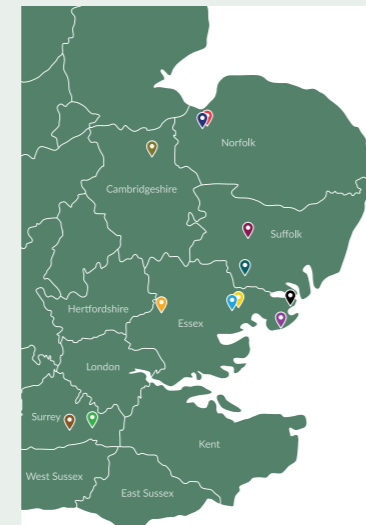 Norfolk
Cambridgeshire
Suffolk
Hertfordshire
Essex
London
Surrey
Kent
West Sussex
East Sussex